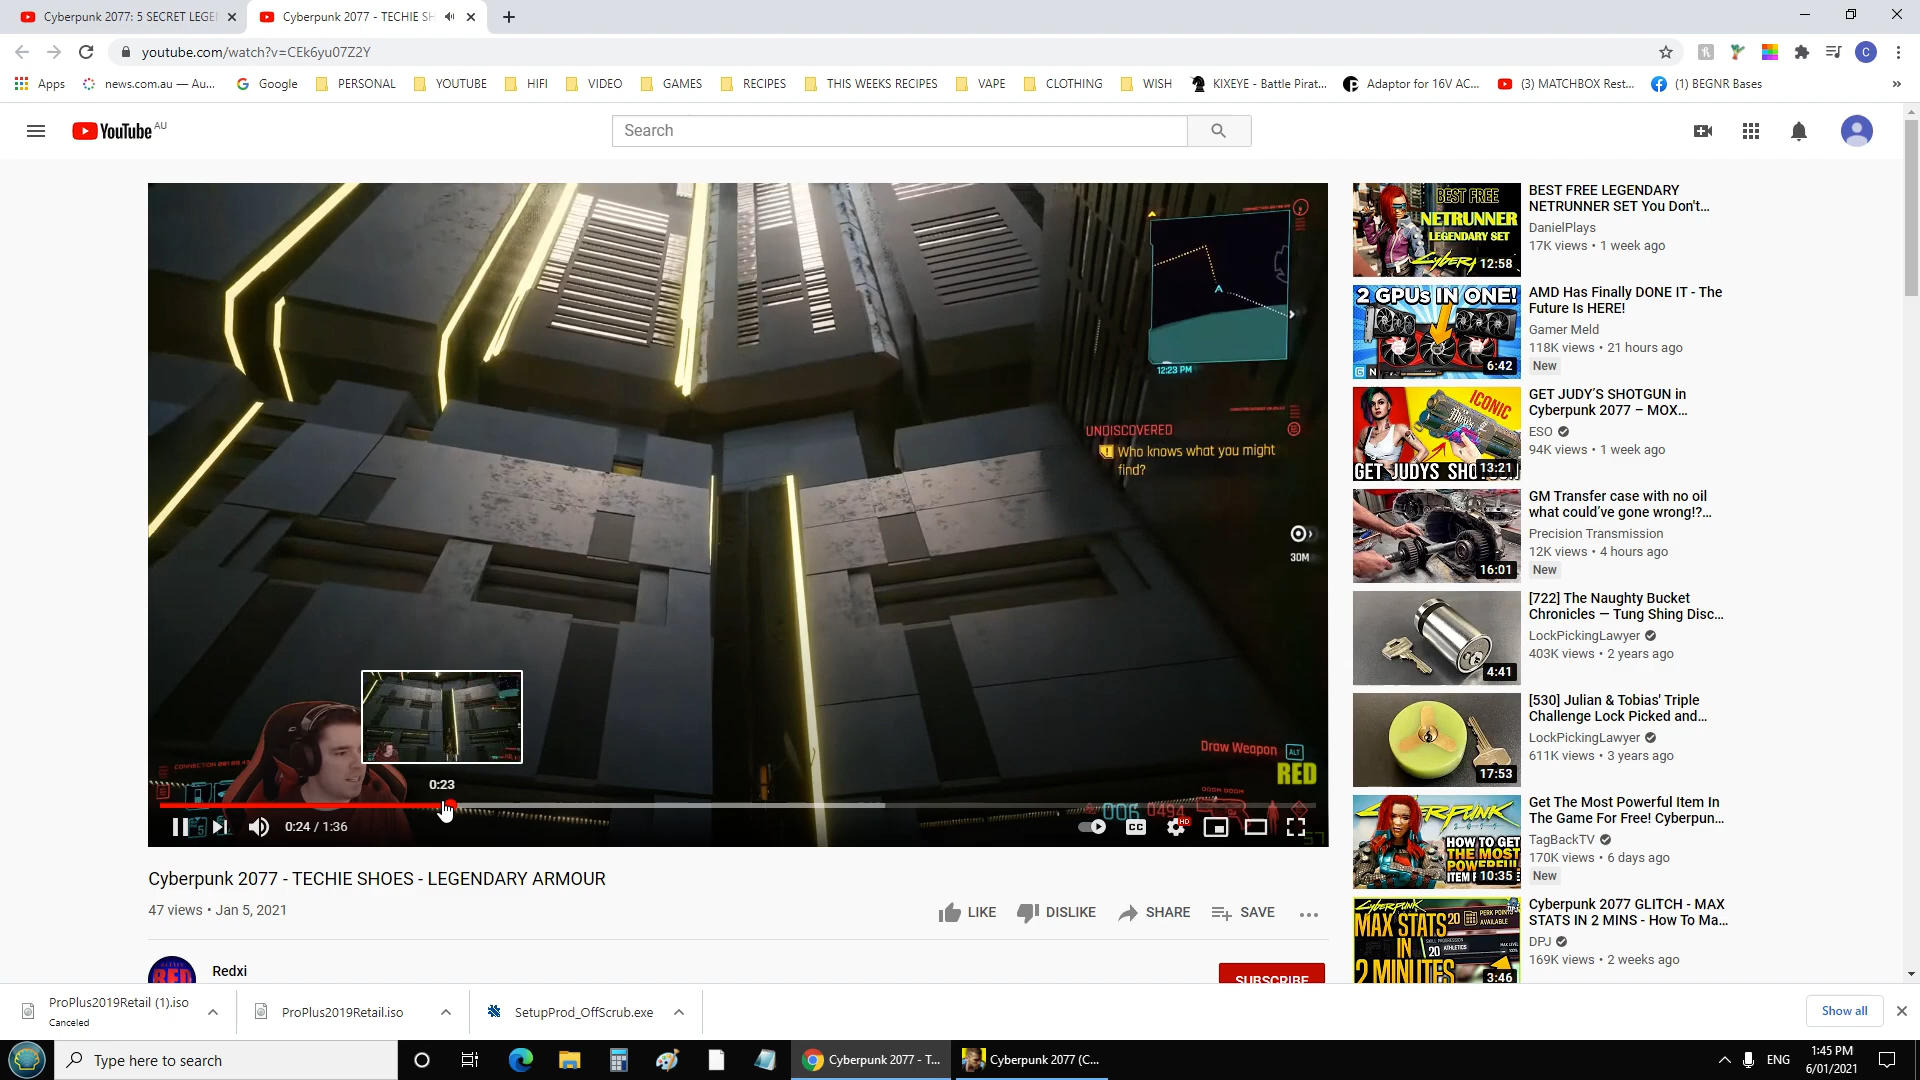 Cyberpunk 2077: 5 SECRET LEGE
Cyberpunk 2077 - TECHIE SH
youtube.com/watch?v=CEk6yu07Z2Y
C
Apps
news.com.au — Au...
Google
PERSONAL
YOUTUBE
HIFI
VIDEO
GAMES
RECIPES
THIS WEEKS RECIPES
VAPE
CLOTHING
WISH
KIXEYE - Battle Pirat...
Adaptor for 16V AC...
(3) MATCHBOX Rest...
(1) BEGNR Bases
»
YouTube AU
Search
12:23 PM
UNDISCOVERED
Who knows what you might
find?
30M
Draw Weapon ALT
RED
006 0494
0:23
0:24 / 1:36
CC
HD
57
Cyberpunk 2077 - TECHIE SHOES - LEGENDARY ARMOUR
47 views • Jan 5, 2021
LIKE
DISLIKE
SHARE
SAVE
RED
Redxi
SUBSCRIBE
BEST FREE
NETRUNNER
LEGENDARY SET
12:58
BEST FREE LEGENDARY
NETRUNNER SET You Don't...
DanielPlays
17K views • 1 week ago
2 GPUs IN ONE!
6:42
AMD Has Finally DONE IT - The
Future Is HERE!
Gamer Meld
118K views • 21 hours ago
New
ICONIC
GET JUDYS SHO
13:21
GET JUDY'S SHOTGUN in
Cyberpunk 2077 – MOX...
ESO
94K views • 1 week ago
16:01
GM Transfer case with no oil
what could've gone wrong!?...
Precision Transmission
12K views • 4 hours ago
New
4:41
[722] The Naughty Bucket
Chronicles — Tung Shing Disc...
LockPickingLawyer
403K views • 2 years ago
17:53
[530] Julian & Tobias' Triple
Challenge Lock Picked and...
LockPickingLawyer
611K views • 3 years ago
HOW TO GET
THE MOST
POWERFUL
ITEM
10:35
Get The Most Powerful Item In
The Game For Free! Cyberpun...
TagBackTV
170K views • 6 days ago
New
MAX STATS
IN
2 MINUTES
20 ATHLETICS
3:46
Cyberpunk 2077 GLITCH - MAX
STATS IN 2 MINS - How To Ma...
DPJ
169K views • 2 weeks ago
ProPlus2019Retail (1).iso
Canceled
ProPlus2019Retail.iso
SetupProd_OffScrub.exe
Show all
Type here to search
Cyberpunk 2077 - T...
Cyberpunk 2077 (C...
ENG
1:45 PM
6/01/2021